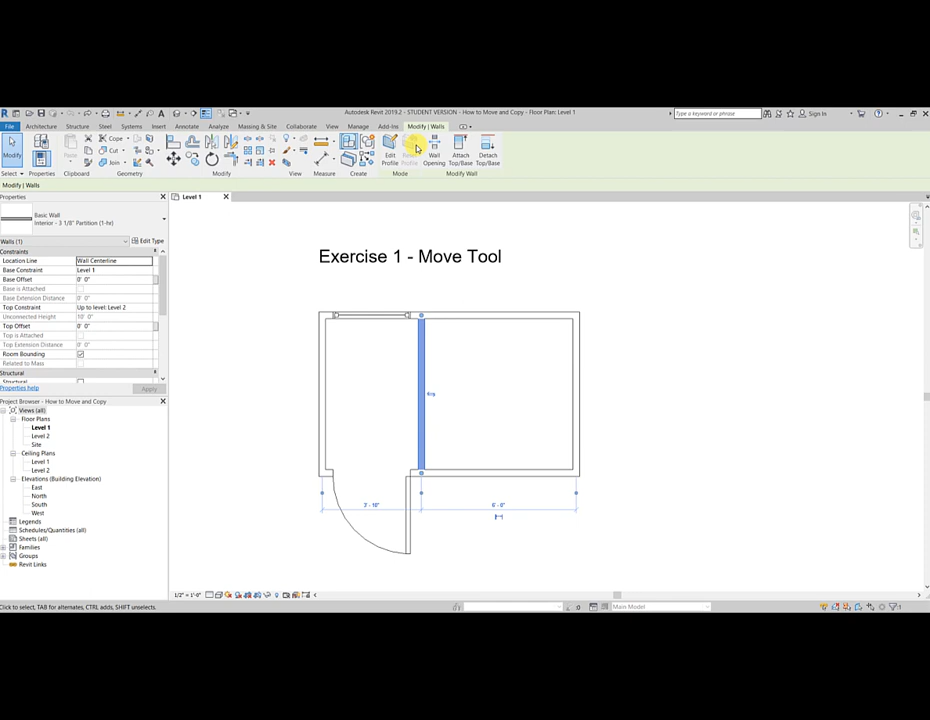 Autodesk Revit 2019.2 - STUDENT VERSION - How to Move and Copy - Floor Plan: Level 1
Sign In
File Architecture Structure Steel Systems Insert Annotate Analyze Massing & Site Collaborate View Manage Add-Ins Modify | Walls
Cope
Cut
Join
Modify
Paste
Edit Profile
Wall Opening
Attach Top/Base
Detach Top/Base
Select Properties Clipboard Geometry Modify View Measure Create Mode Modify Wall
Modify | Walls
Properties
Level 1
Basic Wall
Interior - 3 1/8" Partition (1-hr)
Walls (1)
Edit Type
Constraints
Location Line Wall Centerline
Base Constraint Level 1
Base Offset 0' 0"
Base is Attached
Base Extension Distance 0' 0"
Top Constraint Up to level: Level 2
Unconnected Height 10' 0"
Top Offset 0' 0"
Top is Attached
Top Extension Distance 0' 0"
Room Bounding
Related to Mass
Structural
Structural
Properties help
Apply
Project Browser - How to Move and Copy
Views (all)
Floor Plans
Level 1
Level 2
Site
Ceiling Plans
Level 1
Level 2
Elevations (Building Elevation)
East
North
South
West
Legends
Schedules/Quantities (all)
Sheets (all)
Families
Groups
Revit Links
Exercise 1 - Move Tool
3' - 10"
6' - 0"
1/2" = 1'-0"
Click to select, TAB for alternates, CTRL adds, SHIFT unselects.
:0
Main Model
:1